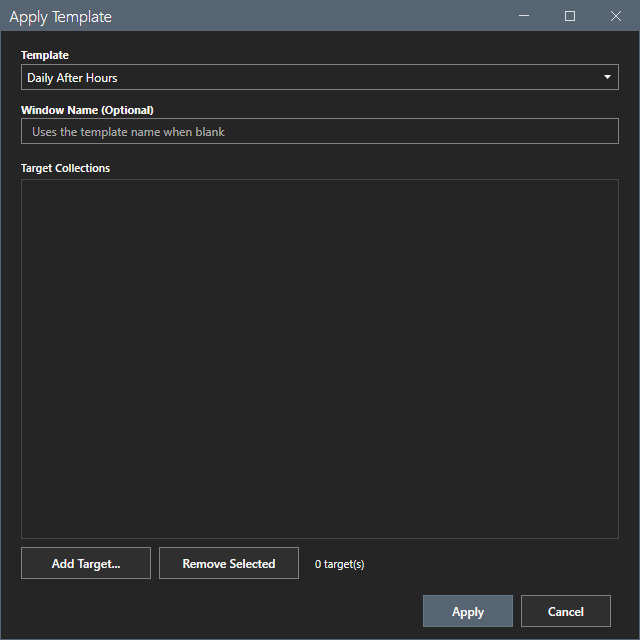 Apply Template
Template
Daily After Hours
Window Name (Optional)
Uses the template name when blank
Target Collections
Add Target...
Remove Selected
0 target(s)
Apply
Cancel